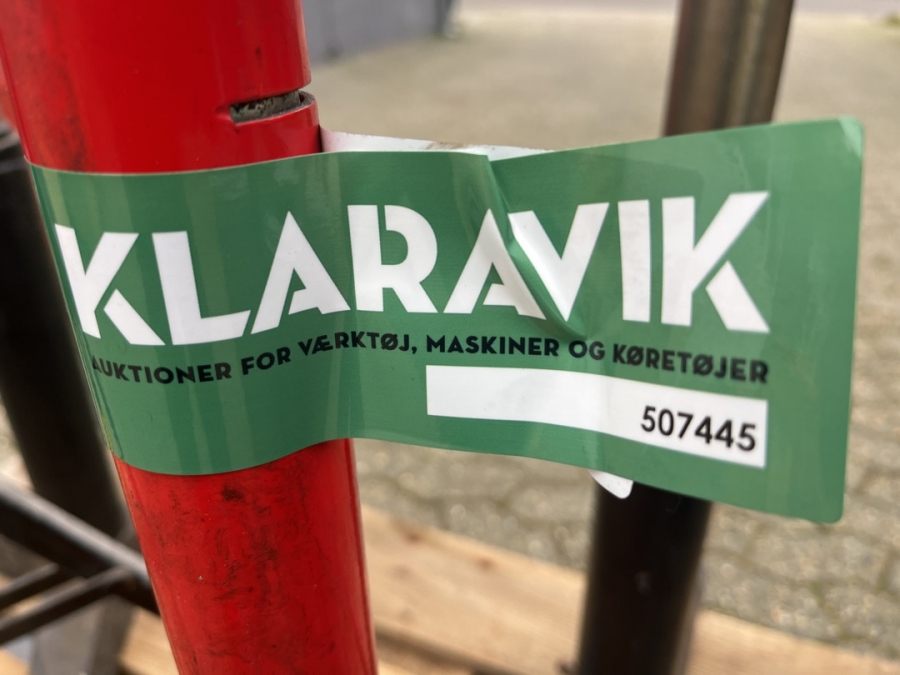 KLARAVIK
AUKTIONER FOR VÆRKTØJ, MASKINER OG KØRETØJER
507445